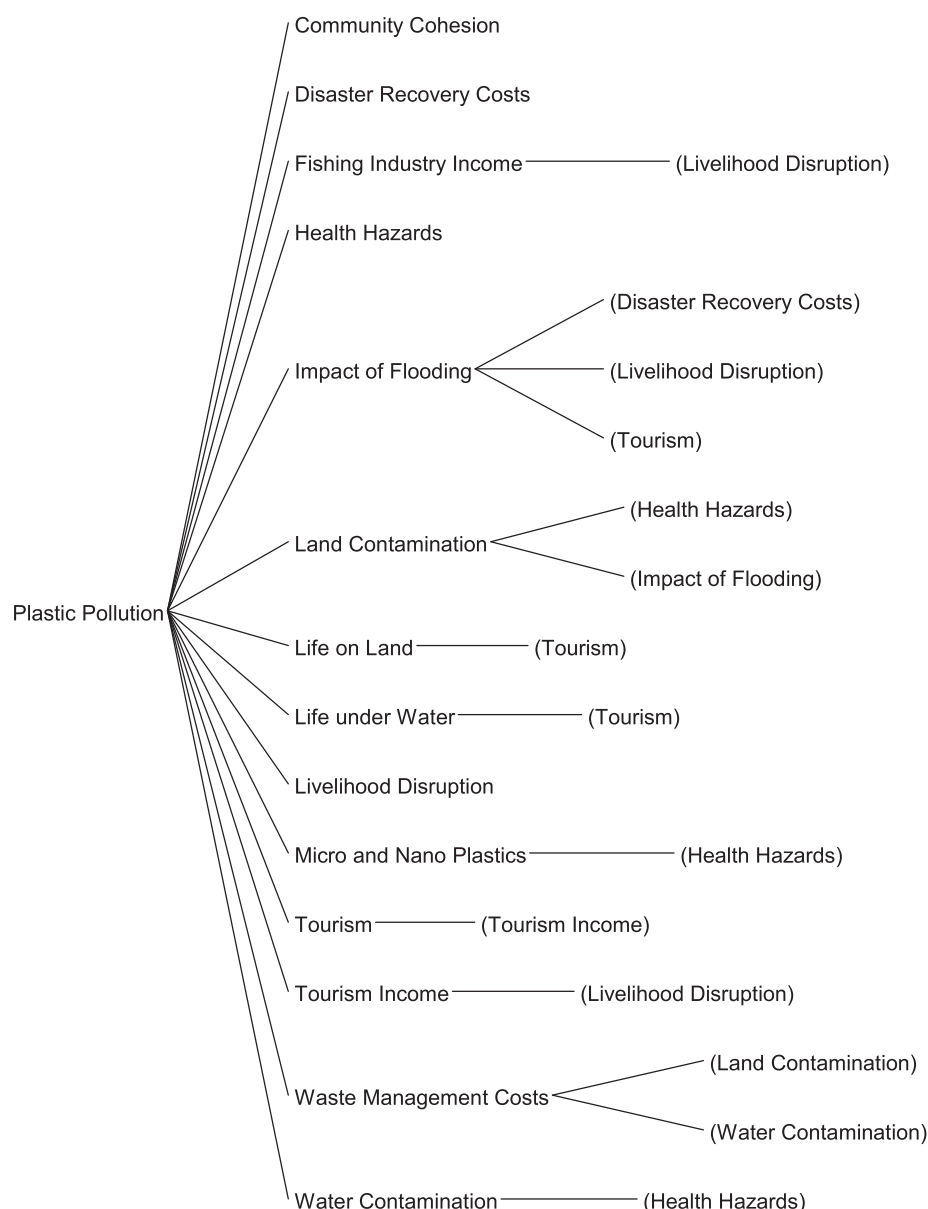 Community Cohesion
Disaster Recovery Costs
Fishing Industry Income (Livelihood Disruption)
Health Hazards
(Disaster Recovery Costs)
Impact of Flooding (Livelihood Disruption)
(Tourism)
(Health Hazards)
Land Contamination
(Impact of Flooding)
Plastic Pollution
Life on Land (Tourism)
Life under Water (Tourism)
Livelihood Disruption
Micro and Nano Plastics (Health Hazards)
Tourism (Tourism Income)
Tourism Income (Livelihood Disruption)
(Land Contamination)
Waste Management Costs
(Water Contamination)
Water Contamination (Health Hazards)